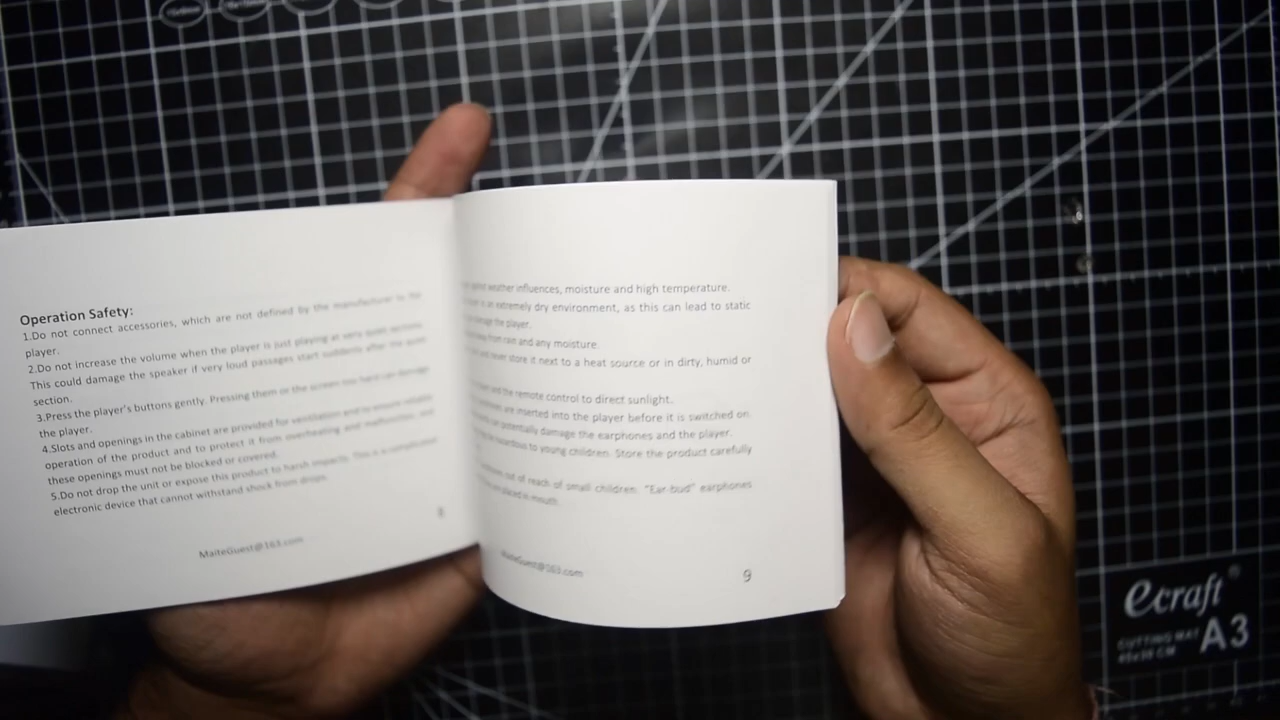 Operation Safety:
1.Do not connect accessories, which are not defined by the manufacturer to the
player.
2.Do not increase the volume when the player is just playing at very quiet sections.
This could damage the speaker if very loud passages start suddenly after the quiet
section.
3.Press the player's buttons gently. Pressing them or the screen too hard can damage
the player.
4.Slots and openings in the cabinet are provided for ventilation and to ensure reliable
operation of the product and to protect it from overheating and malfunction, and
these openings must not be blocked or covered.
5.Do not drop the unit or expose this product to harsh impacts. This is a complicated
electronic device that cannot withstand shock from drops.
8
MaiteGuest@163.com
weather influences, moisture and high temperature.
in an extremely dry environment, as this can lead to static
damage the player.
away from rain and any moisture.
and never store it next to a heat source or in dirty, humid or
and the remote control to direct sunlight.
are inserted into the player before it is switched on.
can potentially damage the earphones and the player.
hazardous to young children. Store the product carefully
out of reach of small children. "Ear-bud" earphones
placed in mouth.
MaiteGuest@163.com
9
ecraft
CUTTING MAT
A3